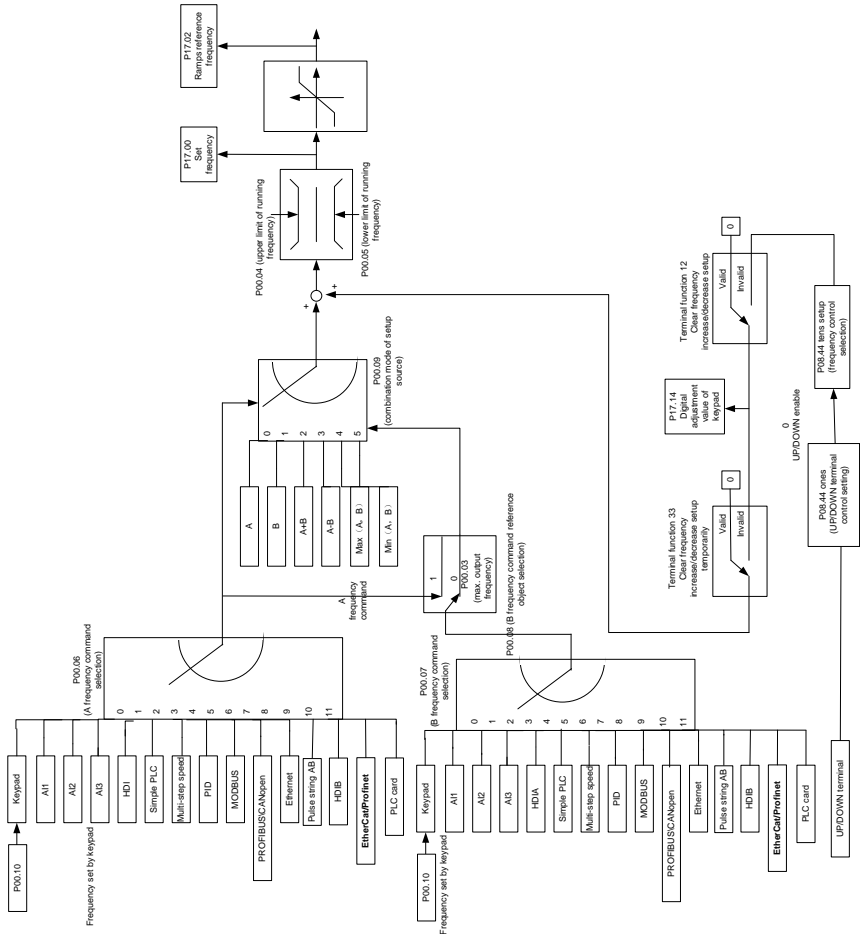 P17.02
Ramps reference
frequency
P17.00
Set
frequency
P00.04 (upper limit of running
frequency)
P00.05 (lower limit of running
frequency)
+
+
P00.09
(combination mode of setup
source)
0
1
2
3
4
5
A
B
A+B
A-B
Max（A，B）
Min（A，B）
A
frequency
command
1
0
P00.03
(max. output
frequency)
P00.08 (B frequency command reference
object selection)
P00.06
(A frequency command
selection)
0
1
2
3
4
5
6
7
8
9
10
11
P00.10
Frequency set by keypad
Keypad
AI1
AI2
AI3
HDI
Simple PLC
Multi-step speed
PID
MODBUS
PROFIBUS\CANopen
Ethernet
Pulse string AB
HDIB
EtherCat/Profinet
PLC card
P00.07
(B frequency command
selection)
0
1
2
3
4
5
6
7
8
9
10
11
P00.10
Frequency set by keypad
Keypad
AI1
AI2
AI3
HDIA
Simple PLC
Multi-step speed
PID
MODBUS
PROFIBUS\CANopen
Ethernet
Pulse string AB
HDIB
EtherCat/Profinet
PLC card
UP/DOWN terminal
Terminal function 33
Clear frequency
increase/decrease setup
temporarily
Valid
Invalid
0
P17.14
Digital
adjustment
value of
keypad
Terminal function 12
Clear frequency
increase/decrease setup
Valid
Invalid
0
P08.44 ones
(UP/DOWN terminal
control setting)
0
UP/DOWN enable
P08.44 tens setup
(frequency control
selection)